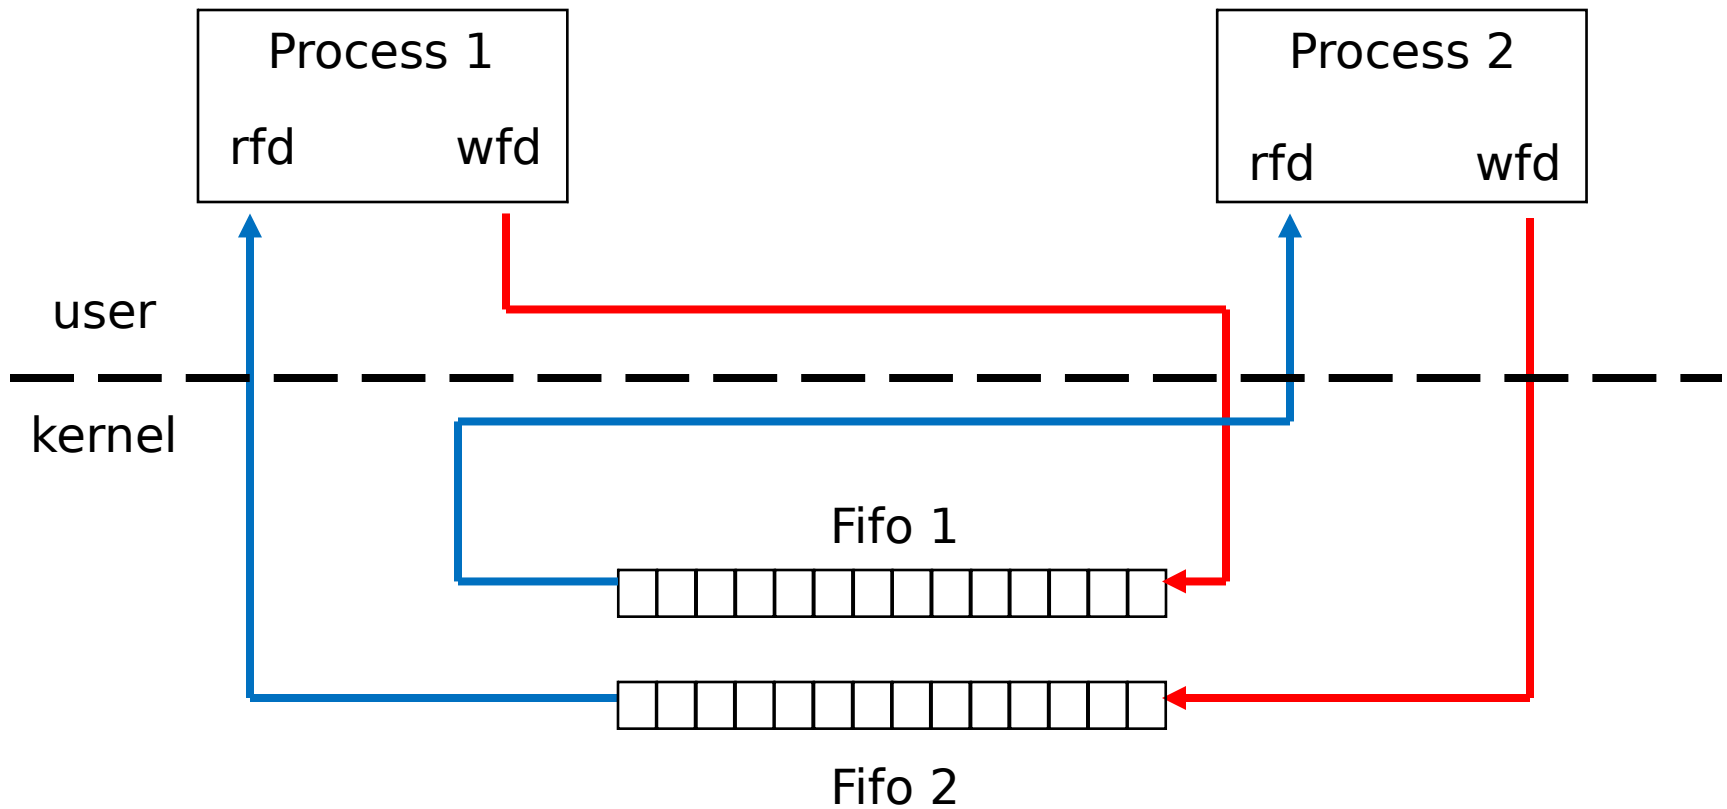 Process 1
rfd wfd
Process 2
rfd wfd
user
kernel
Fifo 1
Fifo 2